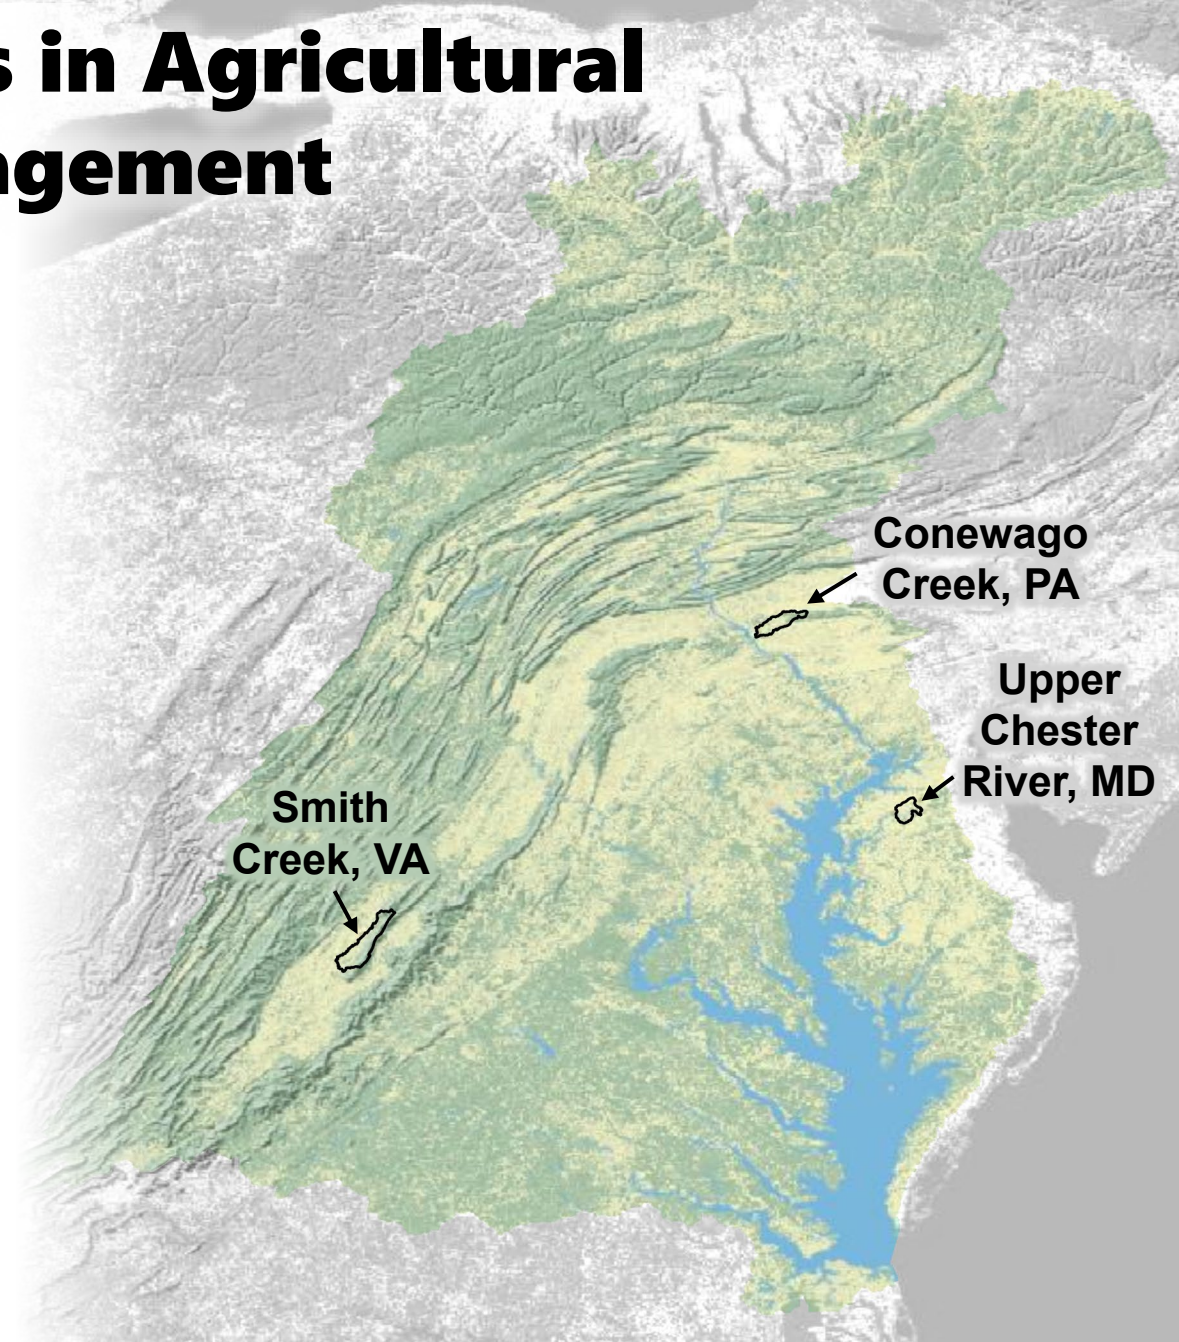 s in Agricultural
agement
Conewago
Creek, PA
Upper
Chester
River, MD
Smith
Creek, VA